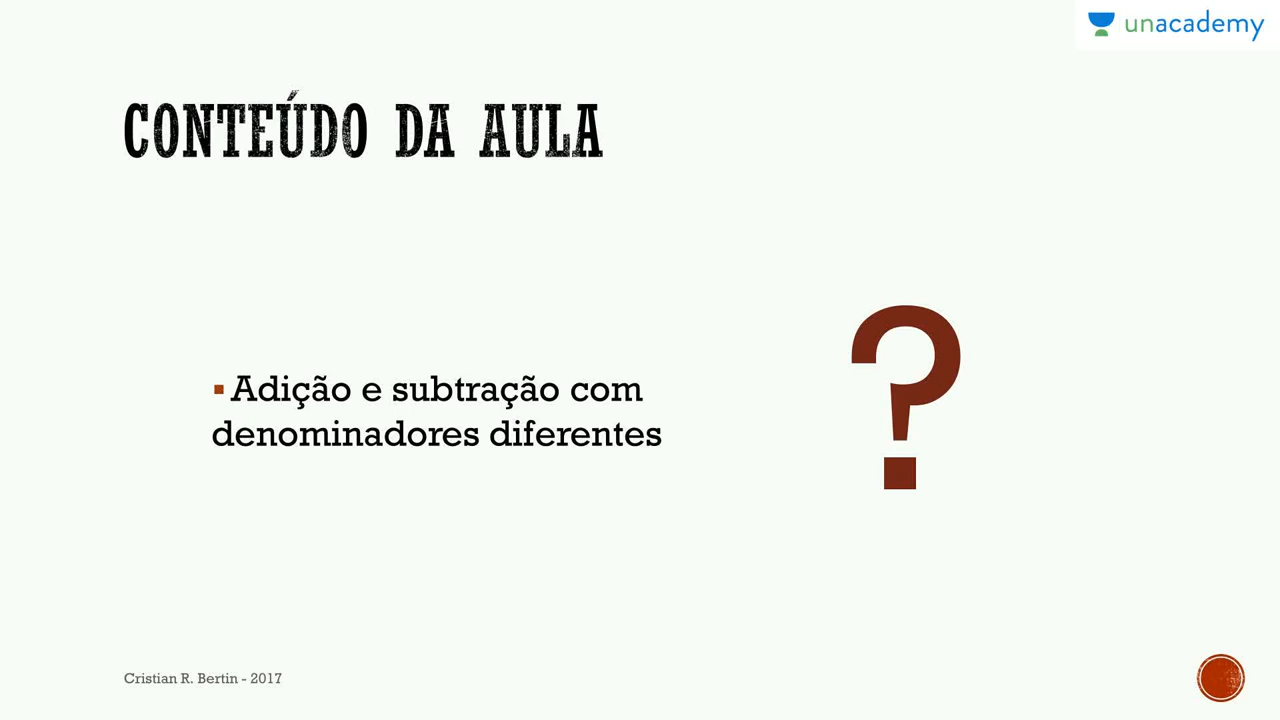 unacademy
CONTEÚDO DA AULA
▪ Adição e subtração com
denominadores diferentes
?
Cristian R. Bertin - 2017